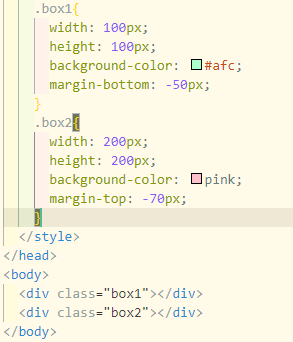 .box1{
width: 100px;
height: 100px;
background-color: #afc;
margin-bottom: -50px;
}
.box2{
width: 200px;
height: 200px;
background-color: pink;
margin-top: -70px;
}
</style>
</head>
<body>
<div class="box1"></div>
<div class="box2"></div>
</body>